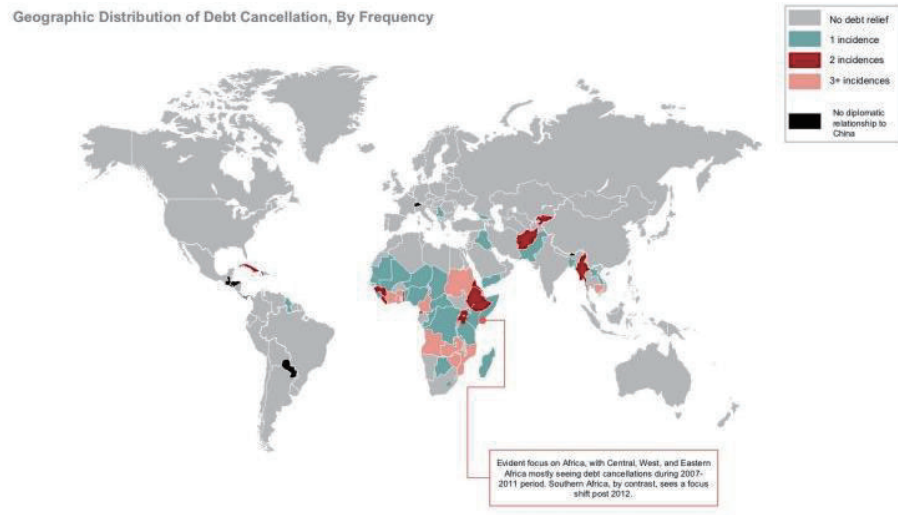 Geographic Distribution of Debt Cancellation, By Frequency
No debt relief
1 incidence
2 incidences
3+ incidences
No diplomatic
relationship to
China
Evident focus on Africa, with Central, West, and Eastern
Africa mostly seeing debt cancellations during 2007-
2011 period. Southern Africa, by contrast, sees a focus
shift post 2012.